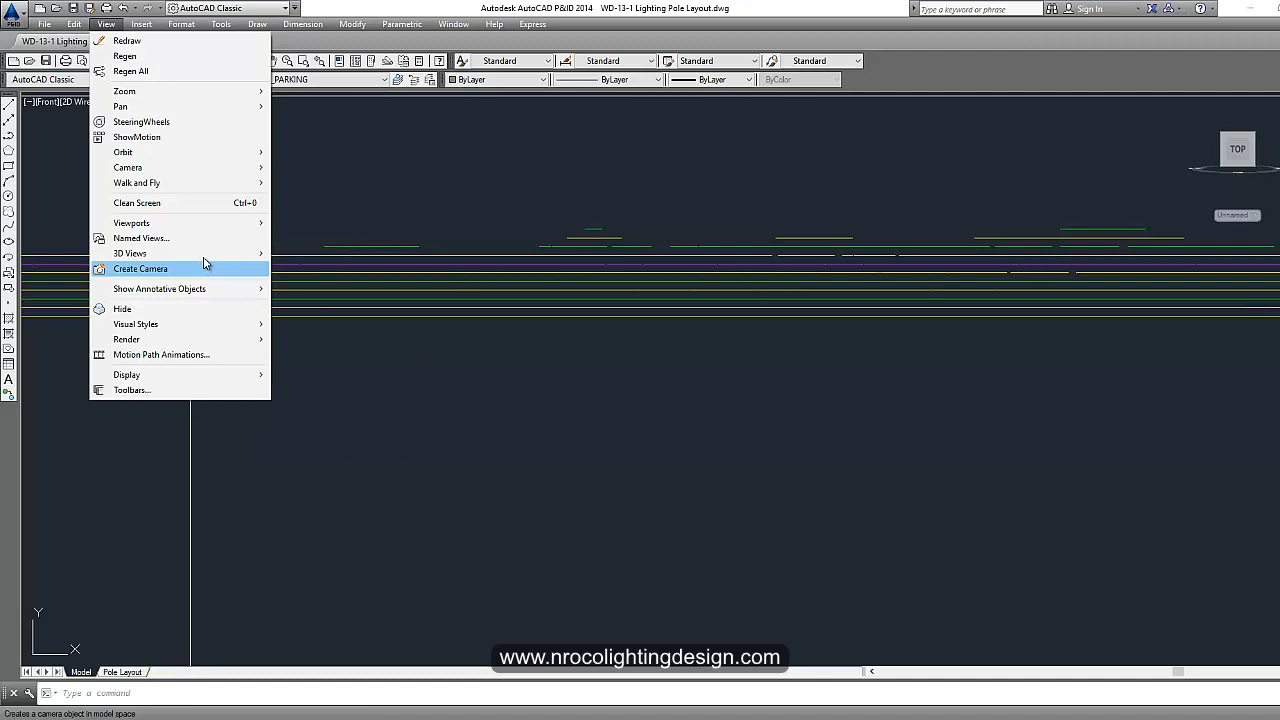 Autodesk AutoCAD P&ID 2014 WD-13-1 Lighting Pole Layout.dwg
AutoCAD Classic
Type a keyword or phrase
Sign In
P&ID
File Edit View Insert Format Tools Draw Dimension Modify Parametric Window Help Express
WD-13-1 Lighting
Standard Standard Standard Standard
AutoCAD Classic
_PARKING
ByLayer ByLayer ByLayer ByColor
[−][Front][2D Wire
Redraw
Regen
Regen All
Zoom
Pan
SteeringWheels
ShowMotion
Orbit
Camera
Walk and Fly
Clean Screen Ctrl+0
Viewports
Named Views...
3D Views
Create Camera
Show Annotative Objects
Hide
Visual Styles
Render
Motion Path Animations...
Display
Toolbars...
TOP
Unnamed
Y
X
www.nrocolightingdesign.com
Model Pole Layout
Type a command
Creates a camera object in model space